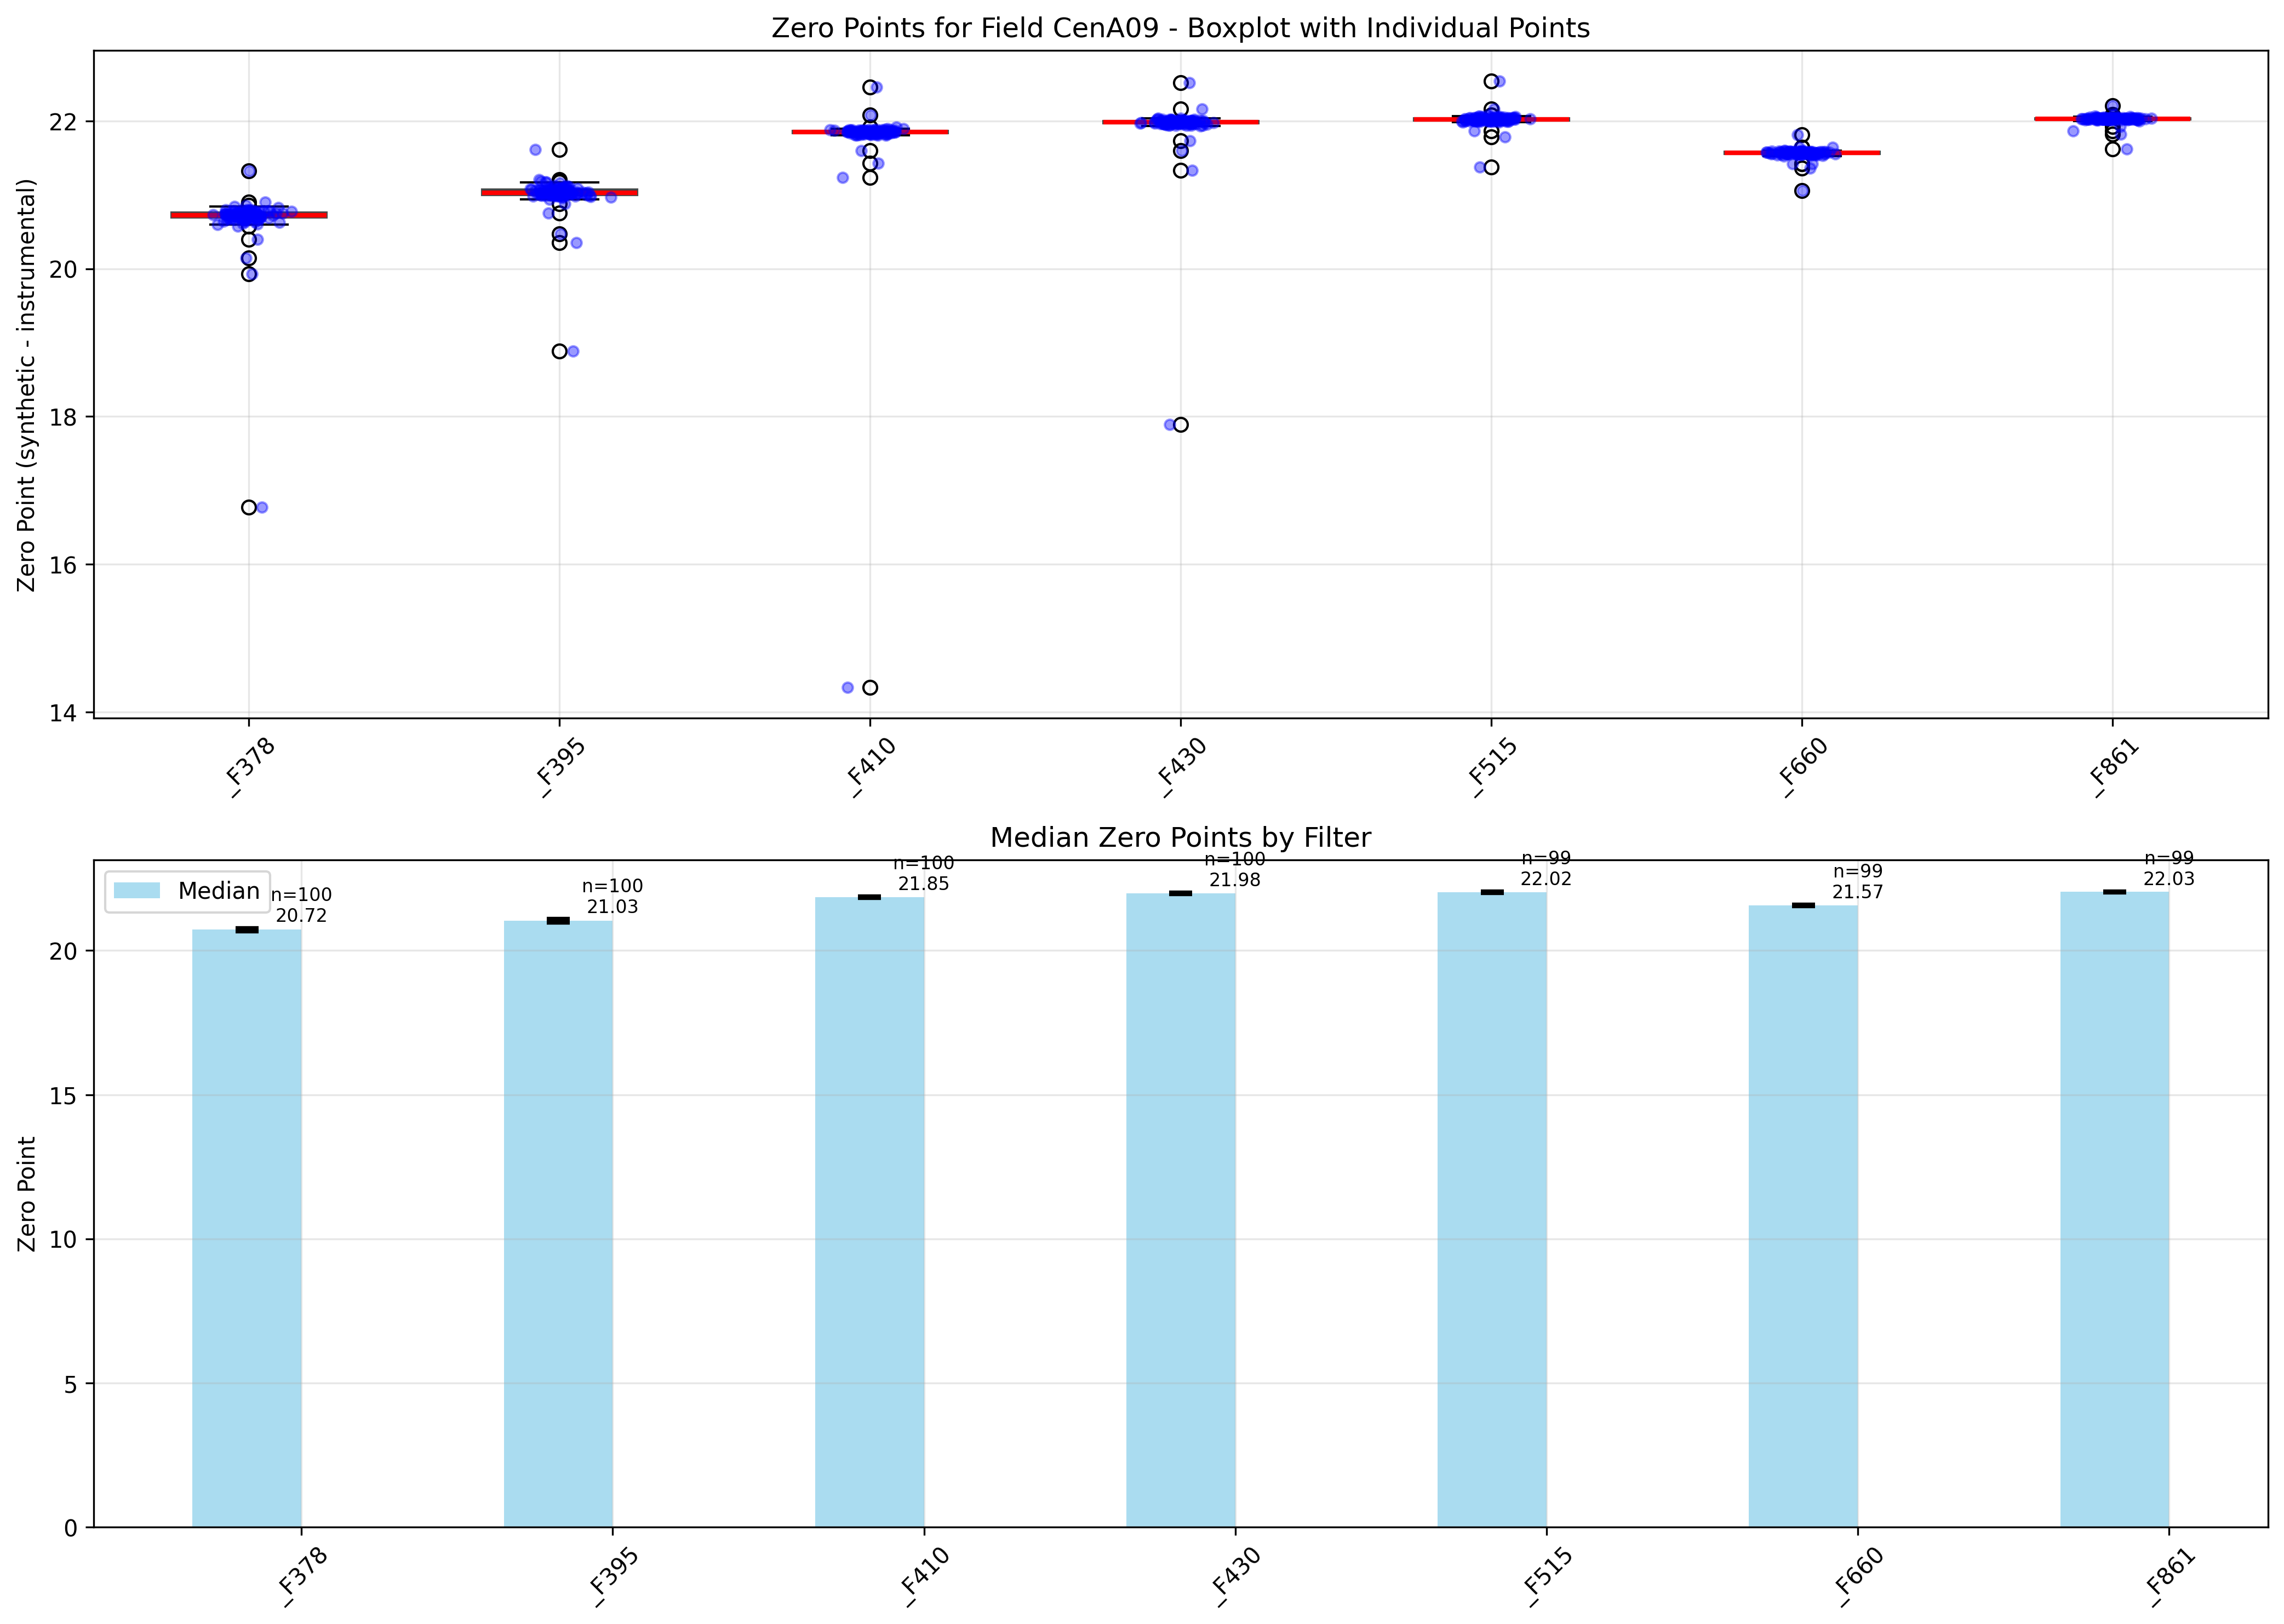 Zero Points for Field CenA09 - Boxplot with Individual Points
Zero Point (synthetic - instrumental)
22
20
18
16
14
_F378
_F395
_F410
_F430
_F515
_F660
_F861
Median Zero Points by Filter
Zero Point
20
15
10
5
0
Median
n=100
20.72
n=100
21.03
n=100
21.85
n=100
21.98
n=99
22.02
n=99
21.57
n=99
22.03
_F378
_F395
_F410
_F430
_F515
_F660
_F861